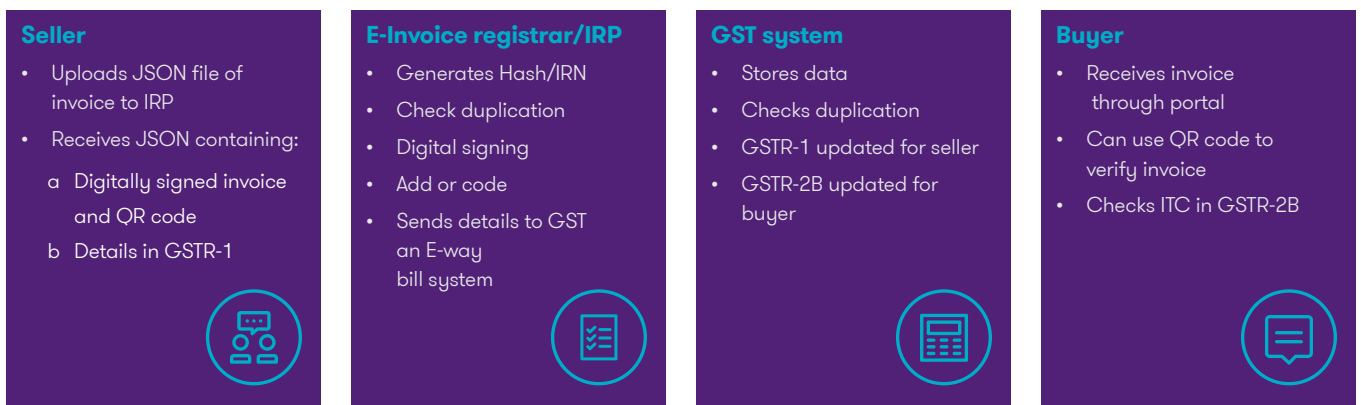 Seller
• Uploads JSON file of
invoice to IRP
• Receives JSON containing:
a Digitally signed invoice
and QR code
b Details in GSTR-1
E-Invoice registrar/IRP
• Generates Hash/IRN
• Check duplication
• Digital signing
• Add or code
• Sends details to GST
an E-way
bill system
GST system
• Stores data
• Checks duplication
• GSTR-1 updated for seller
• GSTR-2B updated for
buyer
Buyer
• Receives invoice
through portal
• Can use QR code to
verify invoice
• Checks ITC in GSTR-2B